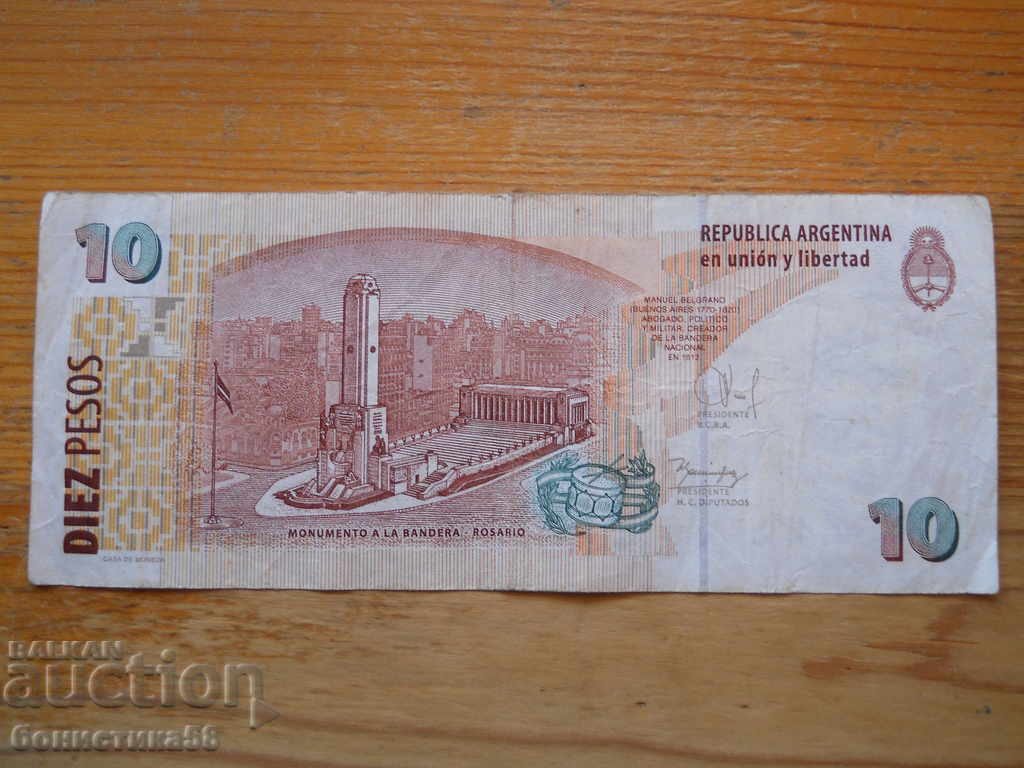 10
DIEZ PESOS
CASA DE MONEDA
MONUMENTO A LA BANDERA - ROSARIO
REPUBLICA ARGENTINA
en unión y libertad
MANUEL BELGRANO
(BUENOS AIRES 1770-1820)
ABOGADO, POLITICO
Y MILITAR. CREADOR
DE LA BANDERA
NACIONAL
EN 1812
PRESIDENTE
B.C.R.A.
PRESIDENTE
H. C. DIPUTADOS
10
BALKAN
auction
бонистика58